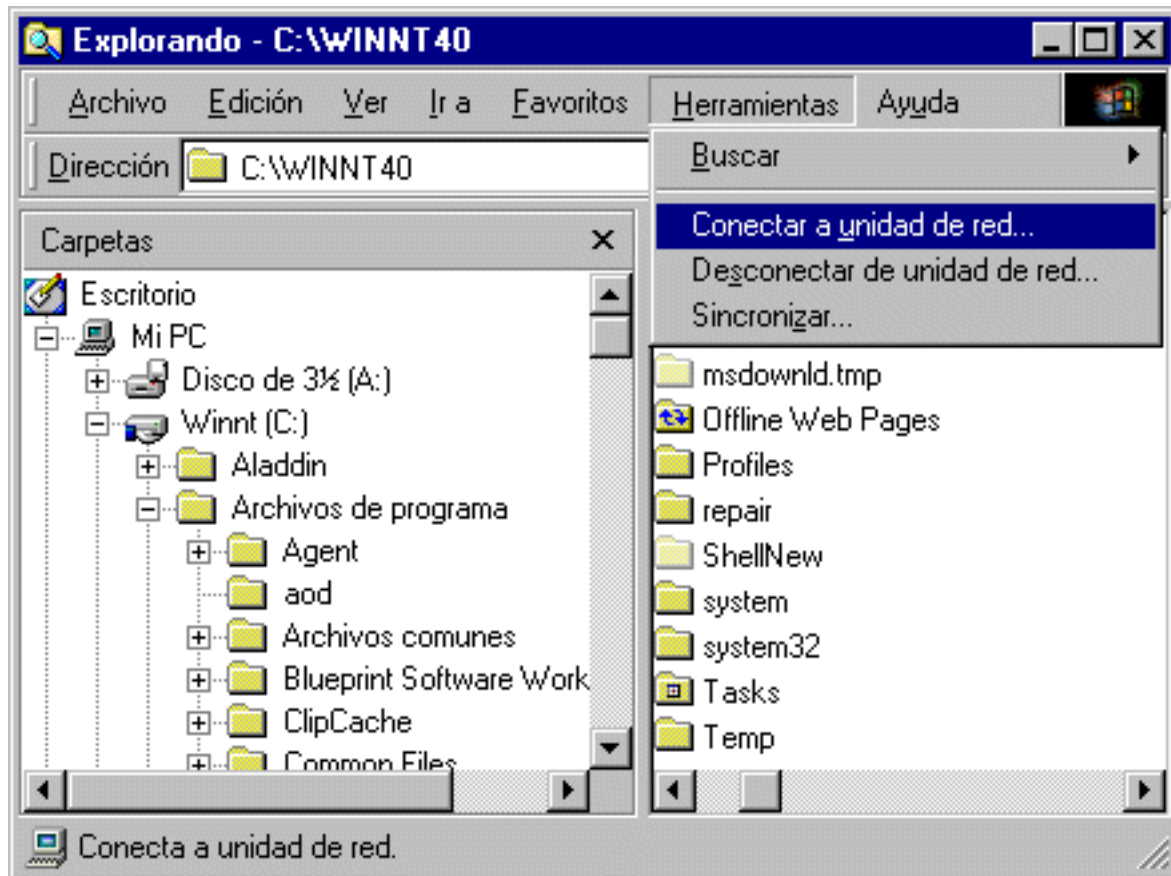 Explorando - C:\WINNT40
Archivo Edición Ver Ir a Favoritos Herramientas Ayuda
Dirección C:\WINNT40
Buscar
Conectar a unidad de red...
Desconectar de unidad de red...
Sincronizar...
Carpetas
Escritorio
Mi PC
Disco de 3½ (A:)
Winnt (C:)
Aladdin
Archivos de programa
Agent
aod
Archivos comunes
Blueprint Software Work
ClipCache
Common Files
msdownld.tmp
Offline Web Pages
Profiles
repair
ShellNew
system
system32
Tasks
Temp
Conecta a unidad de red.